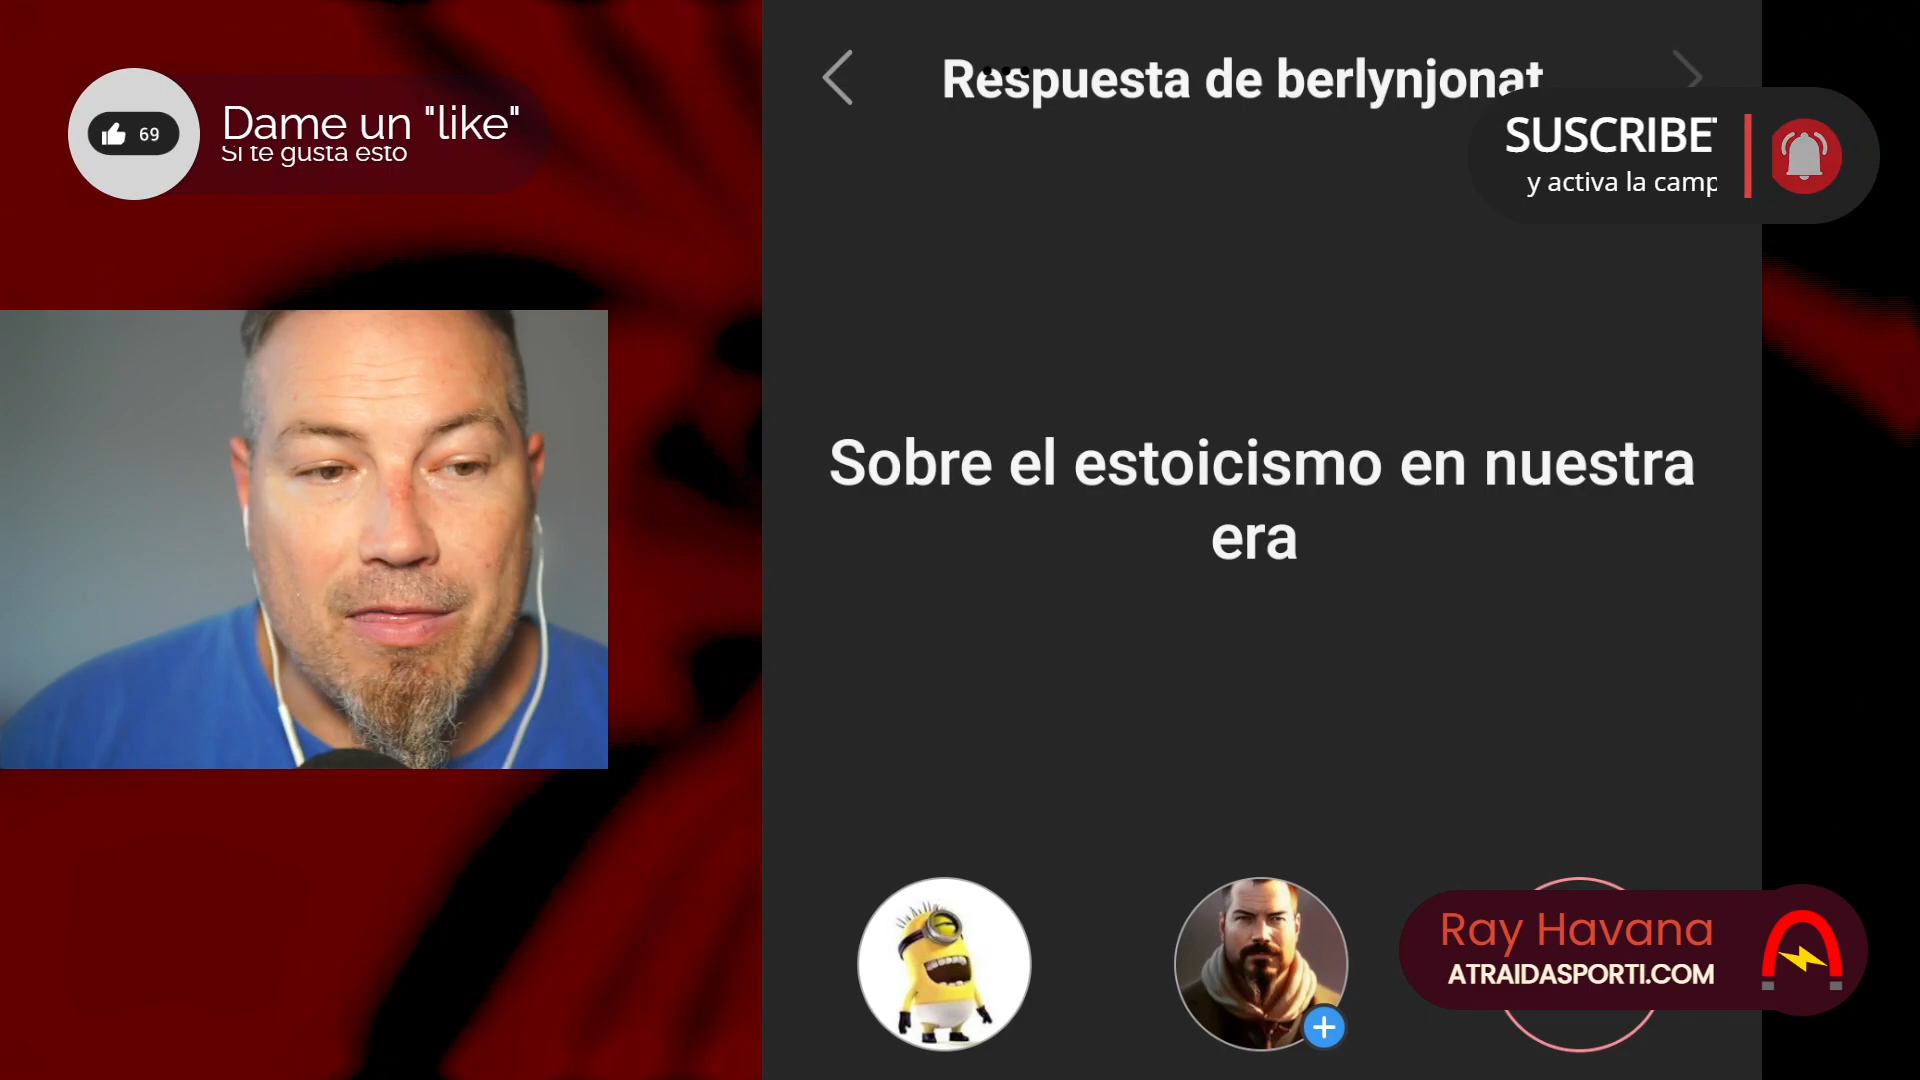 Dame un "like"
Si te gusta esto
69
Respuesta de berlynjonat
SUSCRIBE
y activa la camp
Sobre el estoicismo en nuestra
era
Ray Havana
ATRAIDASPORTI.COM